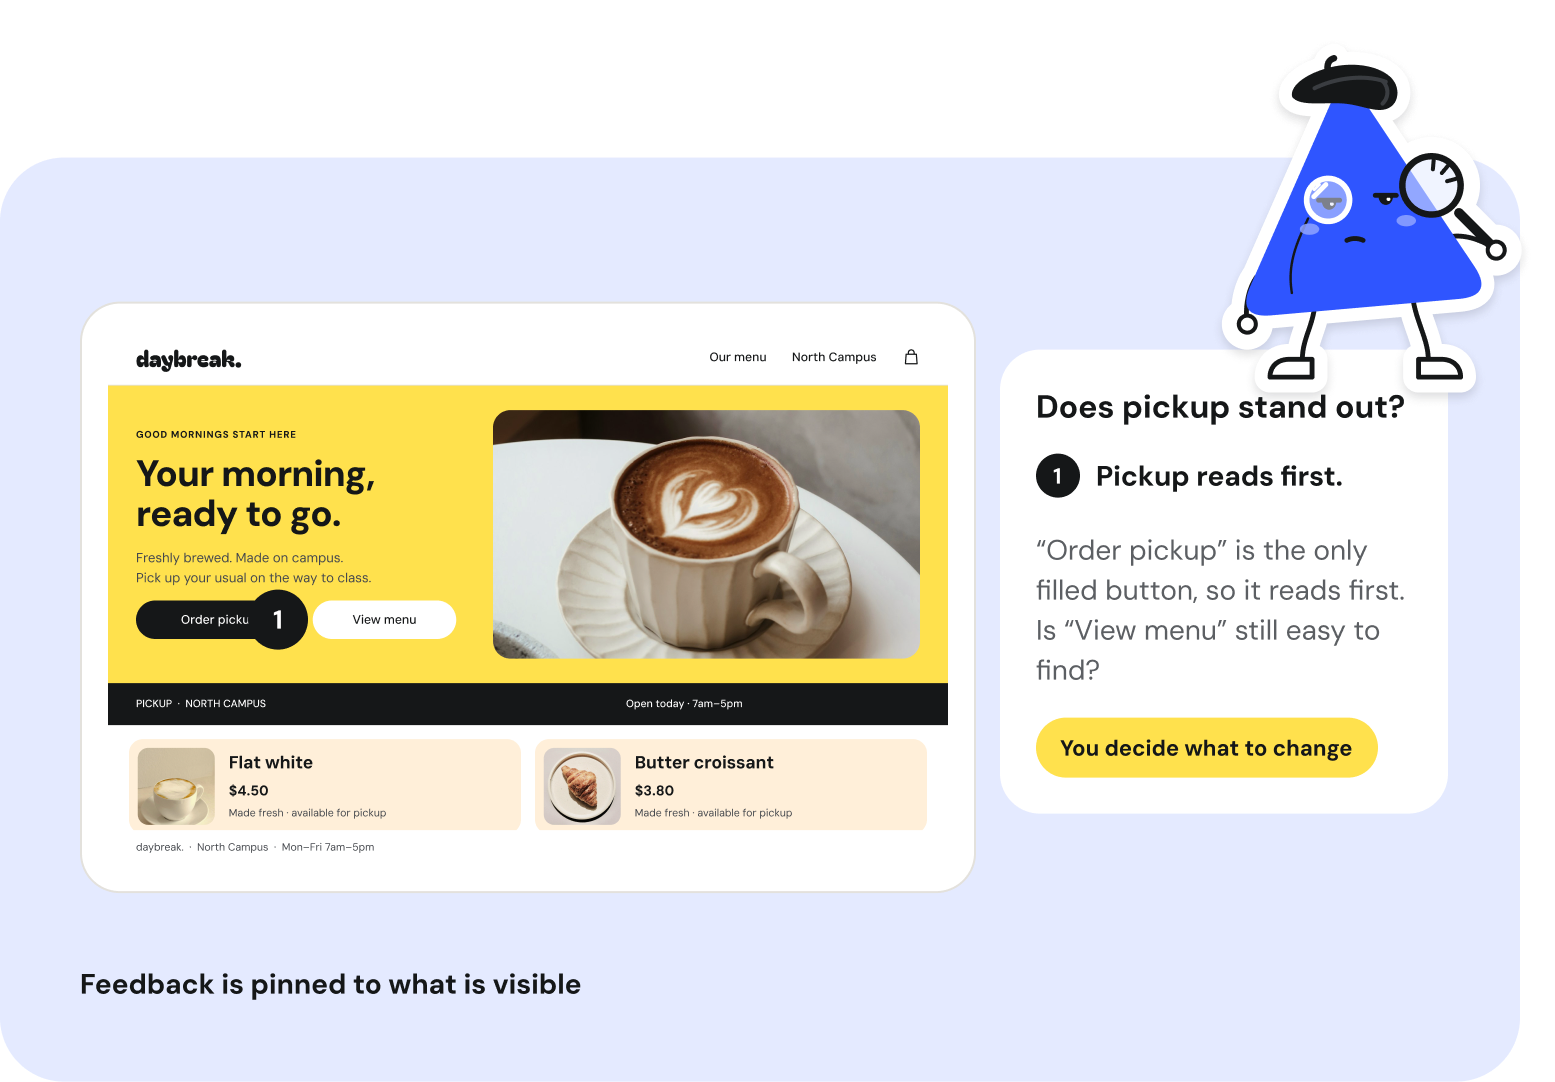 daybreak.
Our menu
North Campus
GOOD MORNINGS START HERE
Your morning,
ready to go.
Freshly brewed. Made on campus.
Pick up your usual on the way to class.
Order picku
1
View menu
PICKUP · NORTH CAMPUS
Open today · 7am–5pm
Flat white
$4.50
Made fresh · available for pickup
Butter croissant
$3.80
Made fresh · available for pickup
daybreak. · North Campus · Mon–Fri 7am–5pm
Does pickup stand out?
1 Pickup reads first.
“Order pickup” is the only
filled button, so it reads first.
Is “View menu” still easy to
find?
You decide what to change
Feedback is pinned to what is visible